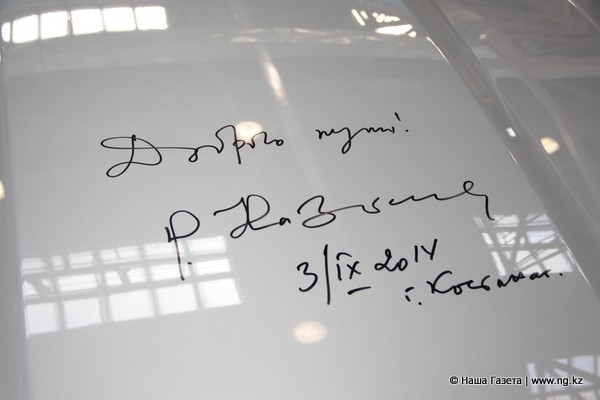 Доброго пути!
3/IX 2014
г. Костанай.
© Наша Газета | www.ng.kz